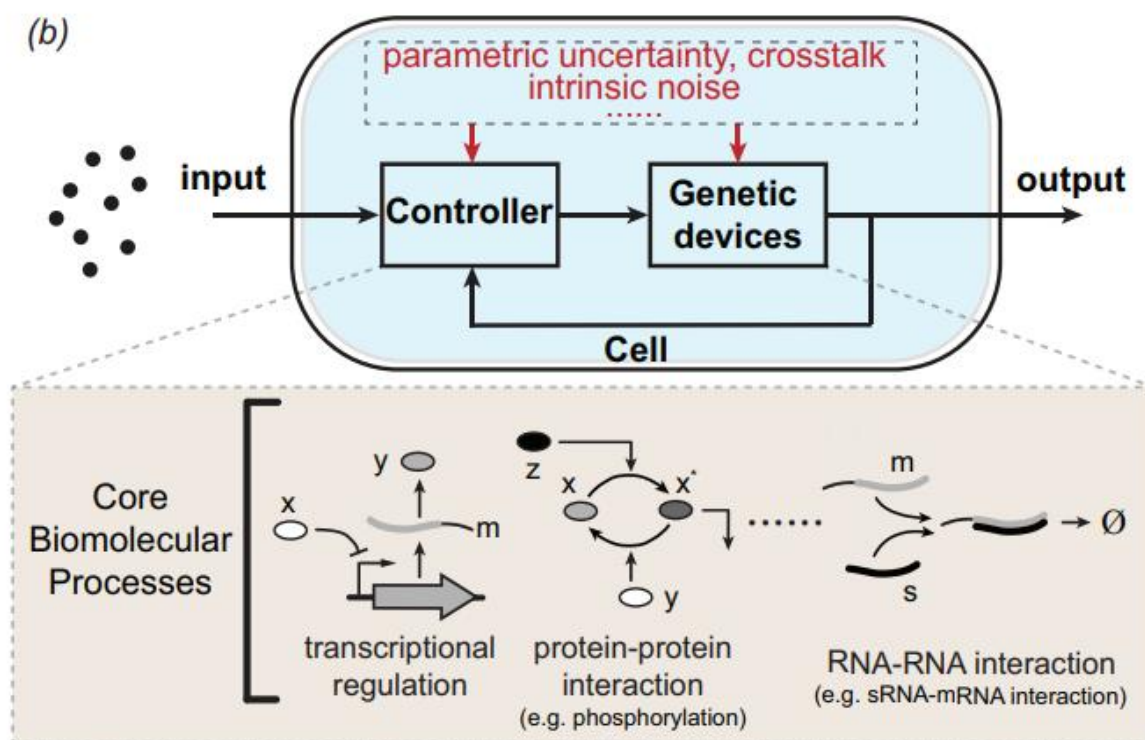 (b)
parametric uncertainty, crosstalk
intrinsic noise
......
input
Controller
Genetic
devices
output
Cell
Core
Biomolecular
Processes
x
y
m
transcriptional
regulation
z
x
x*
y
protein-protein
interaction
(e.g. phosphorylation)
......
m
s
Ø
RNA-RNA interaction
(e.g. sRNA-mRNA interaction)